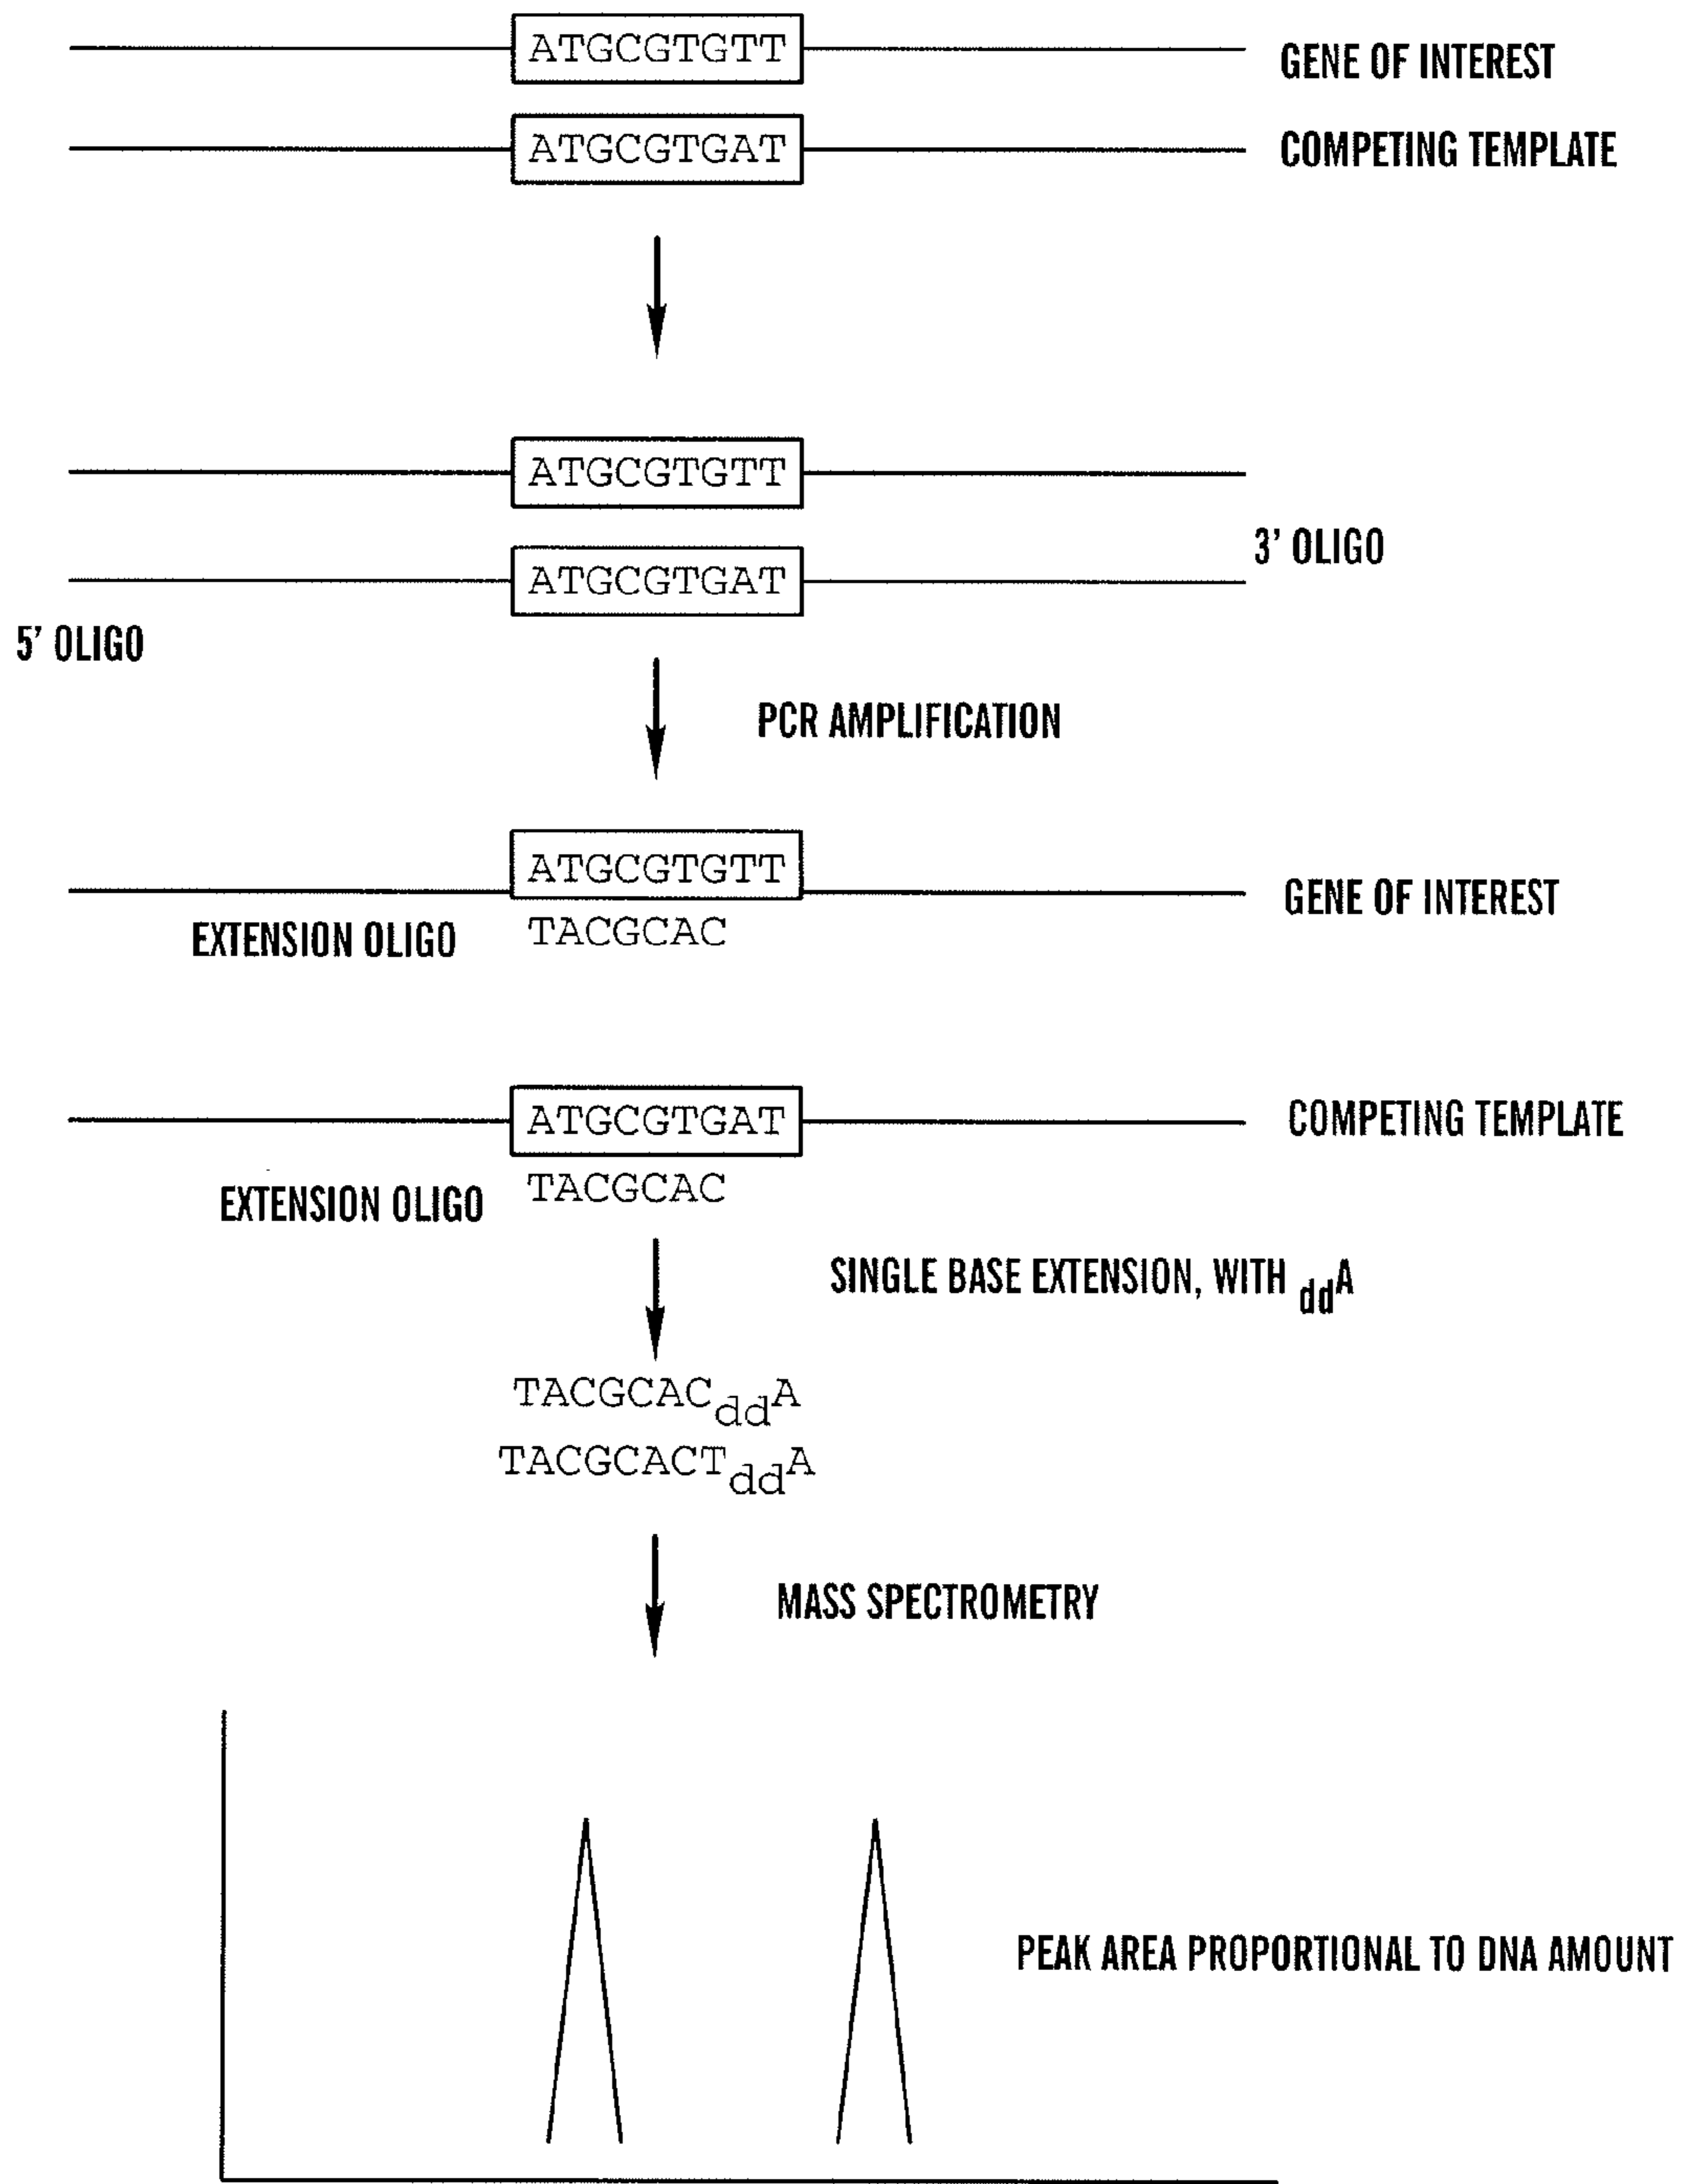 ATGCGTGTT GENE OF INTEREST
ATGCGTGAT COMPETING TEMPLATE
ATGCGTGTT
3' OLIGO
ATGCGTGAT
5' OLIGO
PCR AMPLIFICATION
ATGCGTGTT GENE OF INTEREST
EXTENSION OLIGO TACGCAC
ATGCGTGAT COMPETING TEMPLATE
EXTENSION OLIGO TACGCAC
SINGLE BASE EXTENSION, WITH ddA
TACGCACddA
TACGCACTddA
MASS SPECTROMETRY
PEAK AREA PROPORTIONAL TO DNA AMOUNT